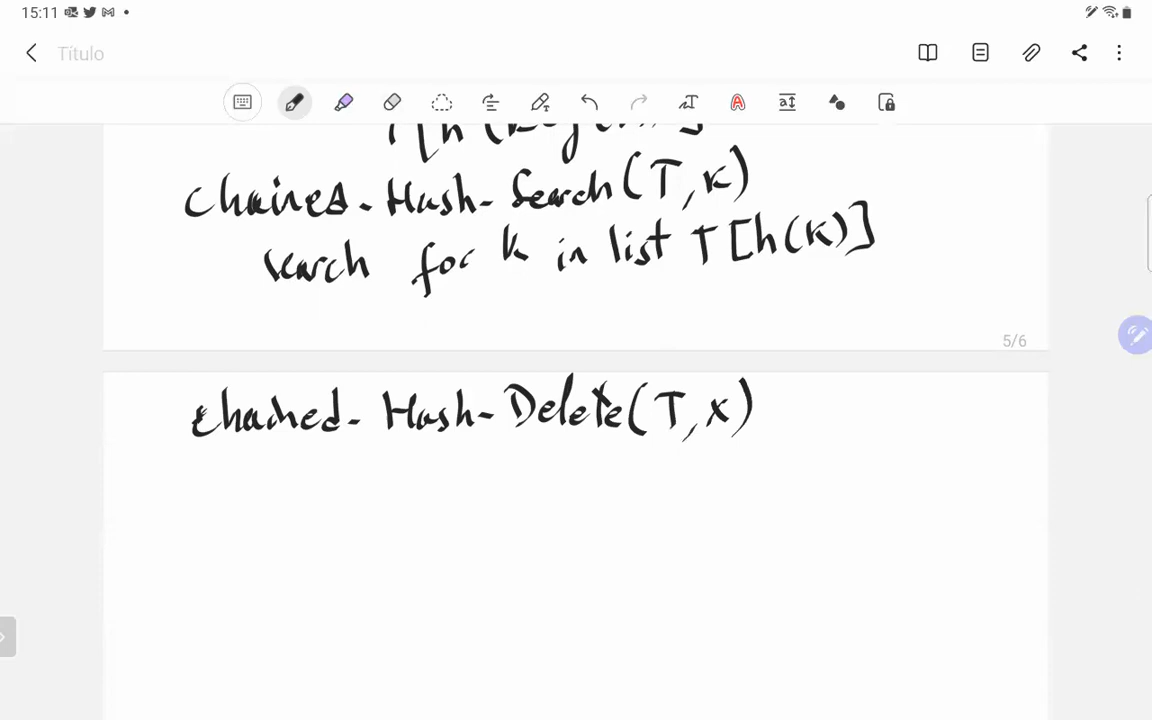 15:11
Título
Chained-Hash-Search(T,k)
search for k in list T[h(k)]
5/6
Chained-Hash-Delete(T,x)